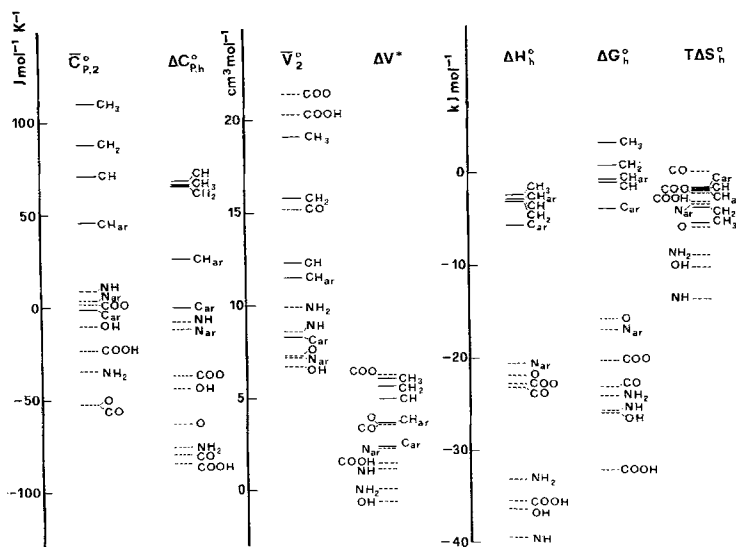 J mol⁻¹ K⁻¹
C̅°P,2
ΔC°P,h
100
50
0
−50
−100
CH₃
CH₂
CH
CHar
NH
Nar
COO
Car
OH
COOH
NH₂
O
CO
CH
CH₃
CH₂
CHar
Car
NH
Nar
COO
OH
O
NH₂
CO
COOH
cm³ mol⁻¹
V̅°₂
ΔV*
20
15
10
5
0
COO
COOH
CH₃
CH₂
CO
CH
CHar
NH₂
NH
Car
O
Nar
OH
COO
CH₃
CH₂
CH
O
CHar
CO
Car
Nar
COOH
NH
NH₂
OH
kJ mol⁻¹
ΔH°h
ΔG°h
TΔS°h
0
−10
−20
−30
−40
CH₃
CHar
CH
CH₂
Car
Nar
O
COO
CO
NH₂
COOH
OH
NH
CH₃
CH₂
CHar
CH
Car
O
Nar
COO
CO
NH₂
NH
OH
COOH
CO
Car
COO
CH
COOH
CHar
Nar
CH₂
CH₃
O
NH₂
OH
NH